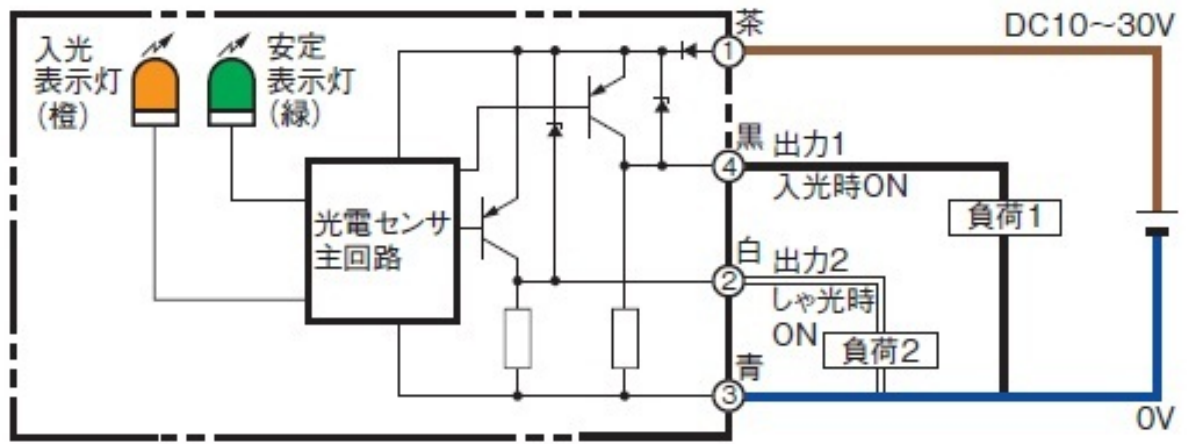 入光
表示灯
(橙)
安定
表示灯
(緑)
光電センサ
主回路
茶
①
DC10~30V
黒
④
出力1
入光時ON
負荷1
白
②
出力2
しゃ光時
ON
負荷2
青
③
0V